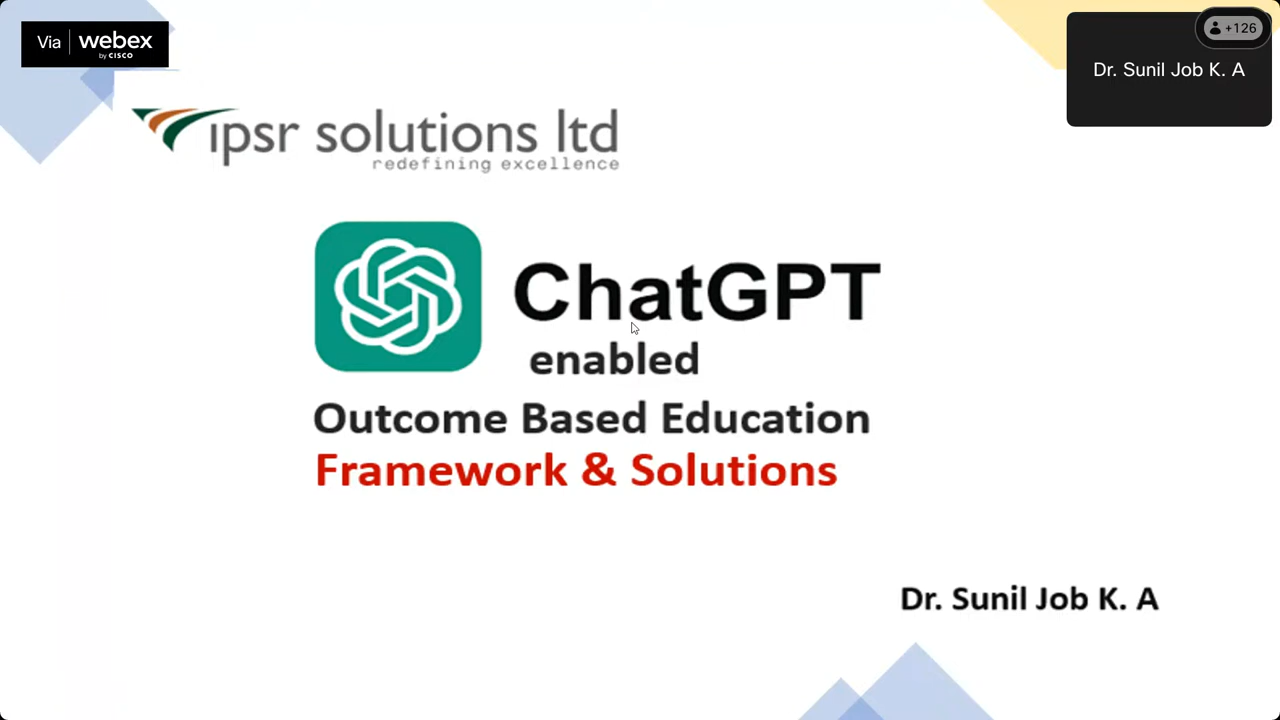 Via webex
by CISCO
+126
Dr. Sunil Job K. A
ipsr solutions ltd
redefining excellence
ChatGPT
enabled
Outcome Based Education
Framework & Solutions
Dr. Sunil Job K. A